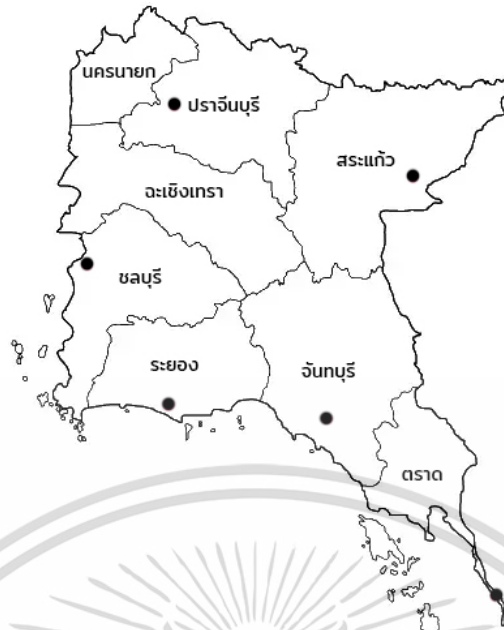 นครนายก
ปราจีนบุรี
สระแก้ว
ฉะเชิงเทรา
ชลบุรี
ระยอง
จันทบุรี
ตราด